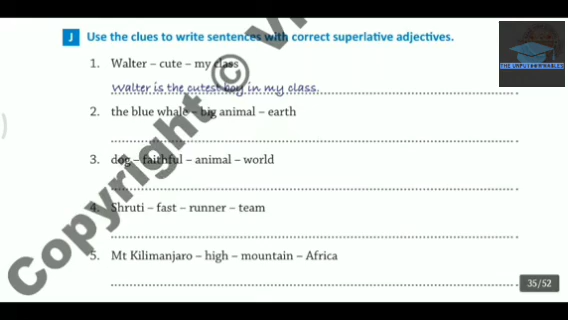 J Use the clues to write sentences with correct superlative adjectives.
1. Walter – cute – my class
Walter is the cutest boy in my class.
2. the blue whale – big animal – earth
3. dog – faithful – animal – world
4. Shruti – fast – runner – team
5. Mt Kilimanjaro – high – mountain – Africa
Copyright ©
35/52